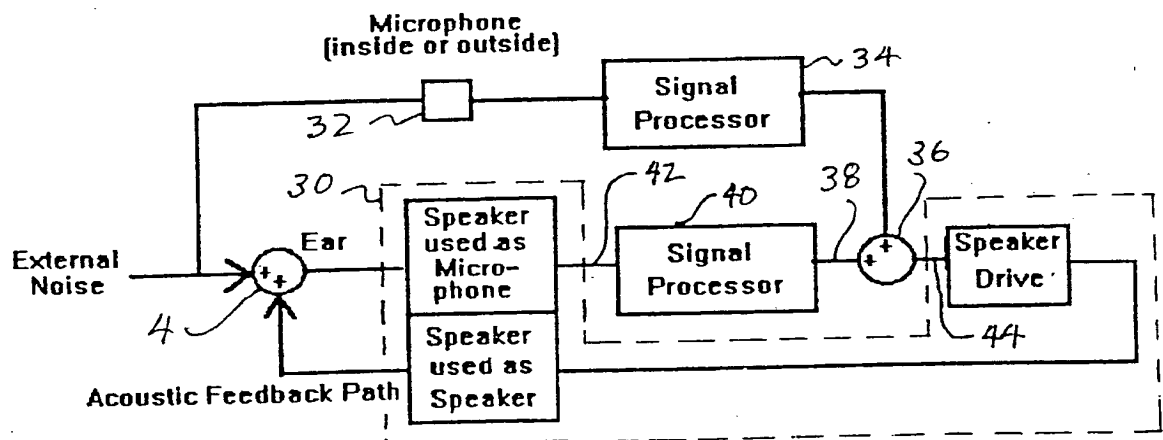 Microphone
(inside or outside)
34
Signal
Processor
32
36
30
42
40
38
Speaker
used as
Micro-
phone
Ear
Signal
Processor
Speaker
Drive
External
Noise
4
44
Speaker
used as
Speaker
Acoustic Feedback Path
+
+
+
+